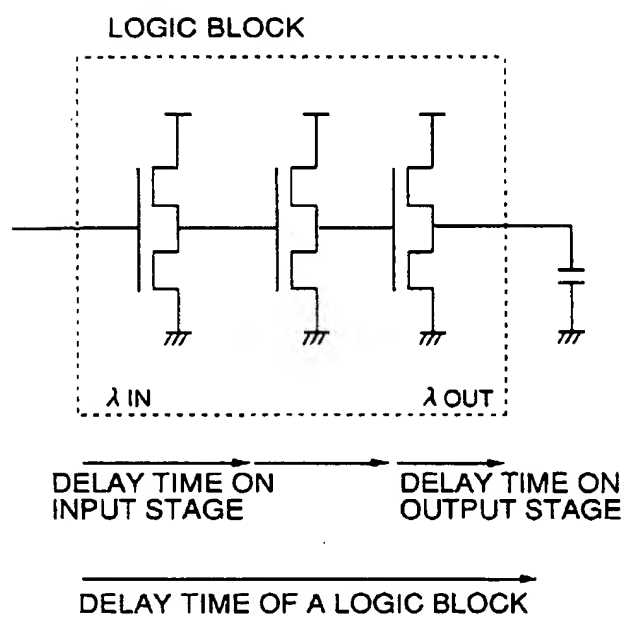 LOGIC BLOCK
λ IN
λ OUT
DELAY TIME ON
INPUT STAGE
DELAY TIME ON
OUTPUT STAGE
DELAY TIME OF A LOGIC BLOCK